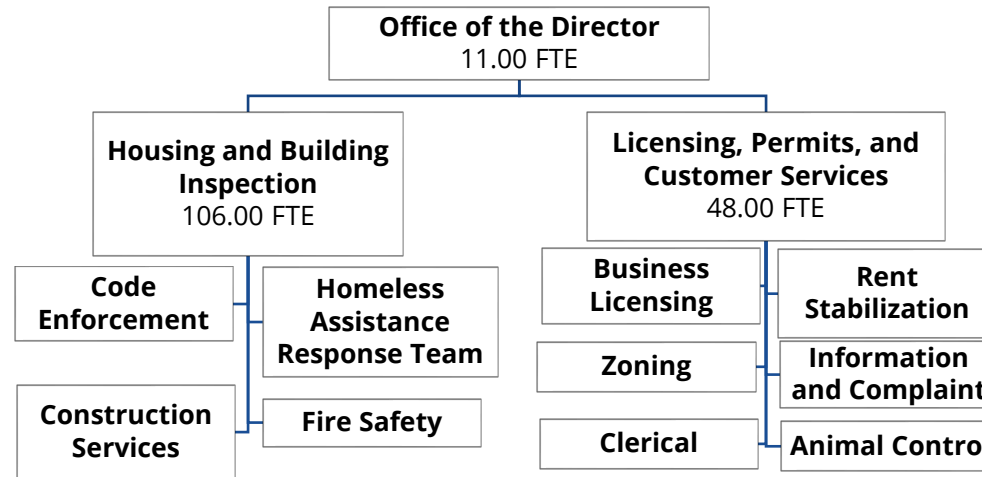 Office of the Director
11.00 FTE
Housing and Building
Inspection
106.00 FTE
Licensing, Permits, and
Customer Services
48.00 FTE
Code
Enforcement
Homeless
Assistance
Response Team
Construction
Services
Fire Safety
Business
Licensing
Rent
Stabilization
Zoning
Information
and Complaint
Clerical
Animal Contro